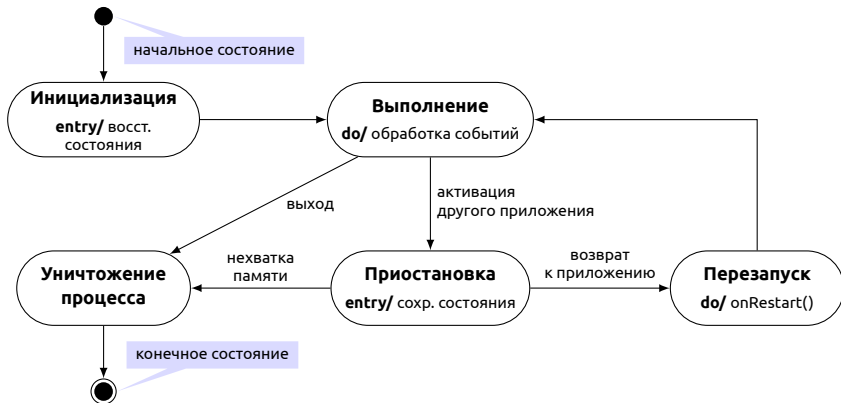 начальное состояние
Инициализация
entry/ восст.
состояния
Выполнение
do/ обработка событий
выход
активация
другого приложения
Уничтожение
процесса
нехватка
памяти
Приостановка
entry/ сохр. состояния
возврат
к приложению
Перезапуск
do/ onRestart()
конечное состояние